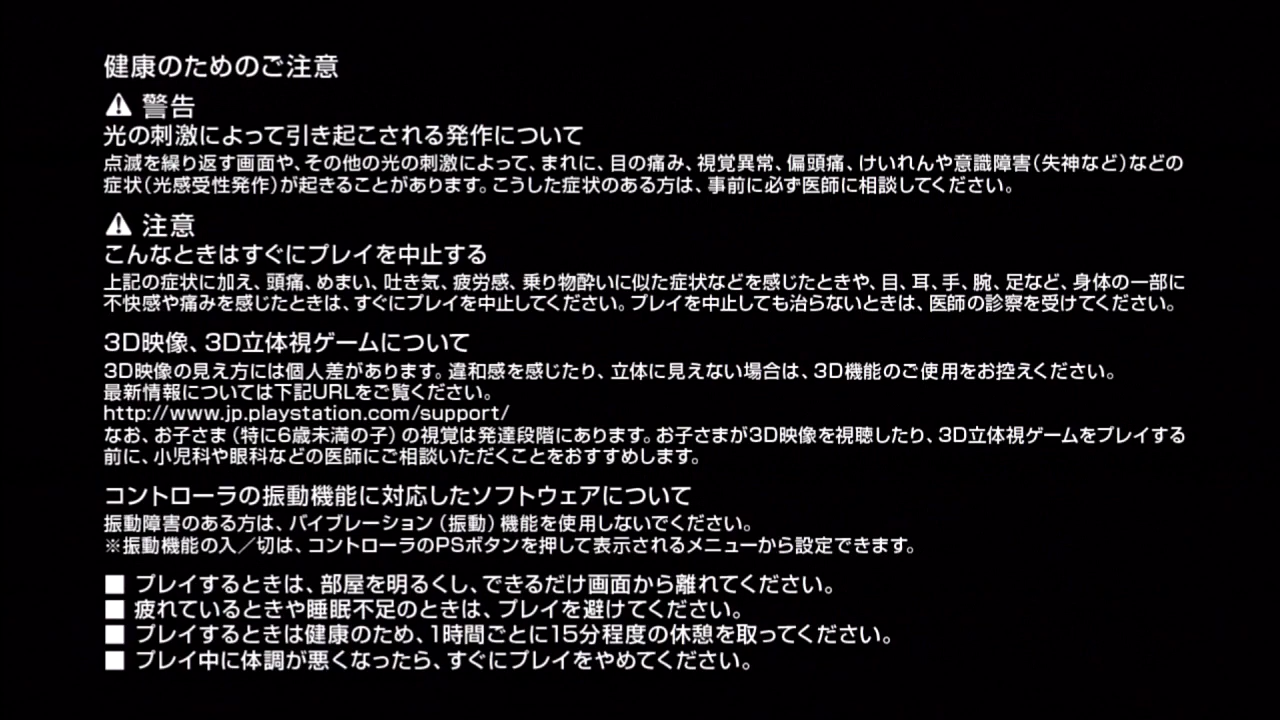 健康のためのご注意
警告
光の刺激によって引き起こされる発作について
点滅を繰り返す画面や、その他の光の刺激によって、まれに、目の痛み、視覚異常、偏頭痛、けいれんや意識障害(失神など)などの
症状(光感受性発作)が起きることがあります。こうした症状のある方は、事前に必ず医師に相談してください。
注意
こんなときはすぐにプレイを中止する
上記の症状に加え、頭痛、めまい、吐き気、疲労感、乗り物酔いに似た症状などを感じたときや、目、耳、手、腕、足など、身体の一部に
不快感や痛みを感じたときは、すぐにプレイを中止してください。プレイを中止しても治らないときは、医師の診察を受けてください。
3D映像、3D立体視ゲームについて
3D映像の見え方には個人差があります。違和感を感じたり、立体に見えない場合は、3D機能のご使用をお控えください。
最新情報については下記URLをご覧ください。
http://www.jp.playstation.com/support/
なお、お子さま(特に6歳未満の子)の視覚は発達段階にあります。お子さまが3D映像を視聴したり、3D立体視ゲームをプレイする
前に、小児科や眼科などの医師にご相談いただくことをおすすめします。
コントローラの振動機能に対応したソフトウェアについて
振動障害のある方は、バイブレーション(振動)機能を使用しないでください。
※振動機能の入/切は、コントローラのPSボタンを押して表示されるメニューから設定できます。
■ プレイするときは、部屋を明るくし、できるだけ画面から離れてください。
■ 疲れているときや睡眠不足のときは、プレイを避けてください。
■ プレイするときは健康のため、1時間ごとに15分程度の休憩を取ってください。
■ プレイ中に体調が悪くなったら、すぐにプレイをやめてください。